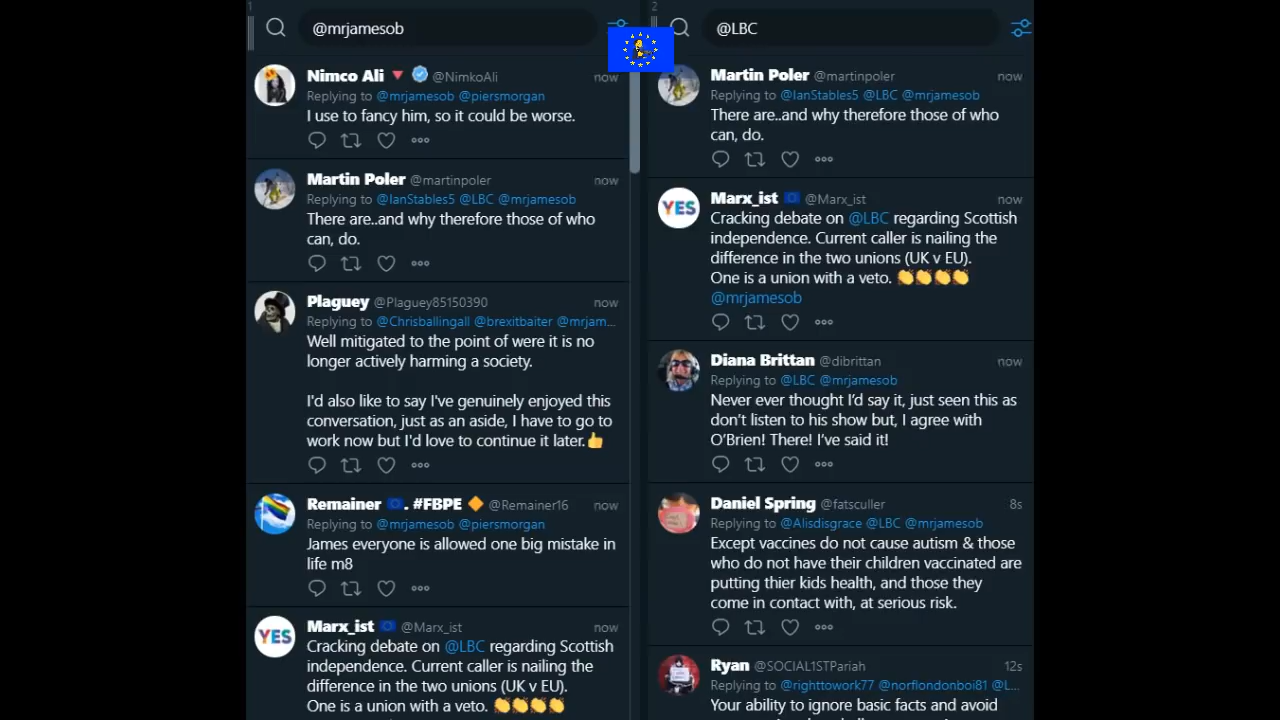 1
@mrjamesob
Nimco Ali @NimkoAli now
Replying to @mrjamesob @piersmorgan
I use to fancy him, so it could be worse.
Martin Poler @martinpoler now
Replying to @IanStables5 @LBC @mrjamesob
There are..and why therefore those of who
can, do.
Plaguey @Plaguey85150390 now
Replying to @Chrisballingall @brexitbaiter @mrjam...
Well mitigated to the point of were it is no
longer actively harming a society.
I'd also like to say I've genuinely enjoyed this
conversation, just as an aside, I have to go to
work now but I'd love to continue it later.👍
Remainer 🇪🇺. #FBPE 🔶 @Remainer16 now
Replying to @mrjamesob @piersmorgan
James everyone is allowed one big mistake in
life m8
YES
Marx_ist 🇪🇺 @Marx_ist now
Cracking debate on @LBC regarding Scottish
independence. Current caller is nailing the
difference in the two unions (UK v EU).
One is a union with a veto. 👏👏👏👏
2
@LBC
Martin Poler @martinpoler now
Replying to @IanStables5 @LBC @mrjamesob
There are..and why therefore those of who
can, do.
YES
Marx_ist 🇪🇺 @Marx_ist now
Cracking debate on @LBC regarding Scottish
independence. Current caller is nailing the
difference in the two unions (UK v EU).
One is a union with a veto. 👏👏👏👏
@mrjamesob
Diana Brittan @dibrittan now
Replying to @LBC @mrjamesob
Never ever thought I'd say it, just seen this as
don't listen to his show but, I agree with
O'Brien! There! I've said it!
Daniel Spring @fatsculler 8s
Replying to @Alisdisgrace @LBC @mrjamesob
Except vaccines do not cause autism & those
who do not have their children vaccinated are
putting thier kids health, and those they
come in contact with, at serious risk.
Ryan @SOCIAL1STPariah 12s
Replying to @righttowork77 @norflondonboi81 @L...
Your ability to ignore basic facts and avoid